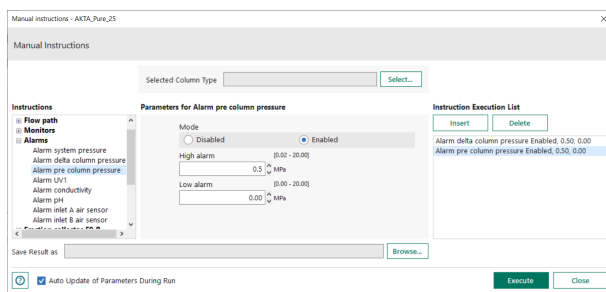 Manual instructions - AKTA_Pure_25
Manual Instructions
Selected Column Type
Select...
Instructions
Flow path
Monitors
Alarms
Alarm system pressure
Alarm delta column pressure
Alarm pre column pressure
Alarm UV1
Alarm conductivity
Alarm pH
Alarm inlet A air sensor
Alarm inlet B air sensor
Parameters for Alarm pre column pressure
Mode
Disabled Enabled
High alarm [0.02 - 20.00]
0.5 MPa
Low alarm [0.00 - 20.00]
0.00 MPa
Instruction Execution List
Insert Delete
Alarm delta column pressure Enabled, 0.50, 0.00
Alarm pre column pressure Enabled, 0.50, 0.00
Save Result as
Browse...
Auto Update of Parameters During Run
Execute Close